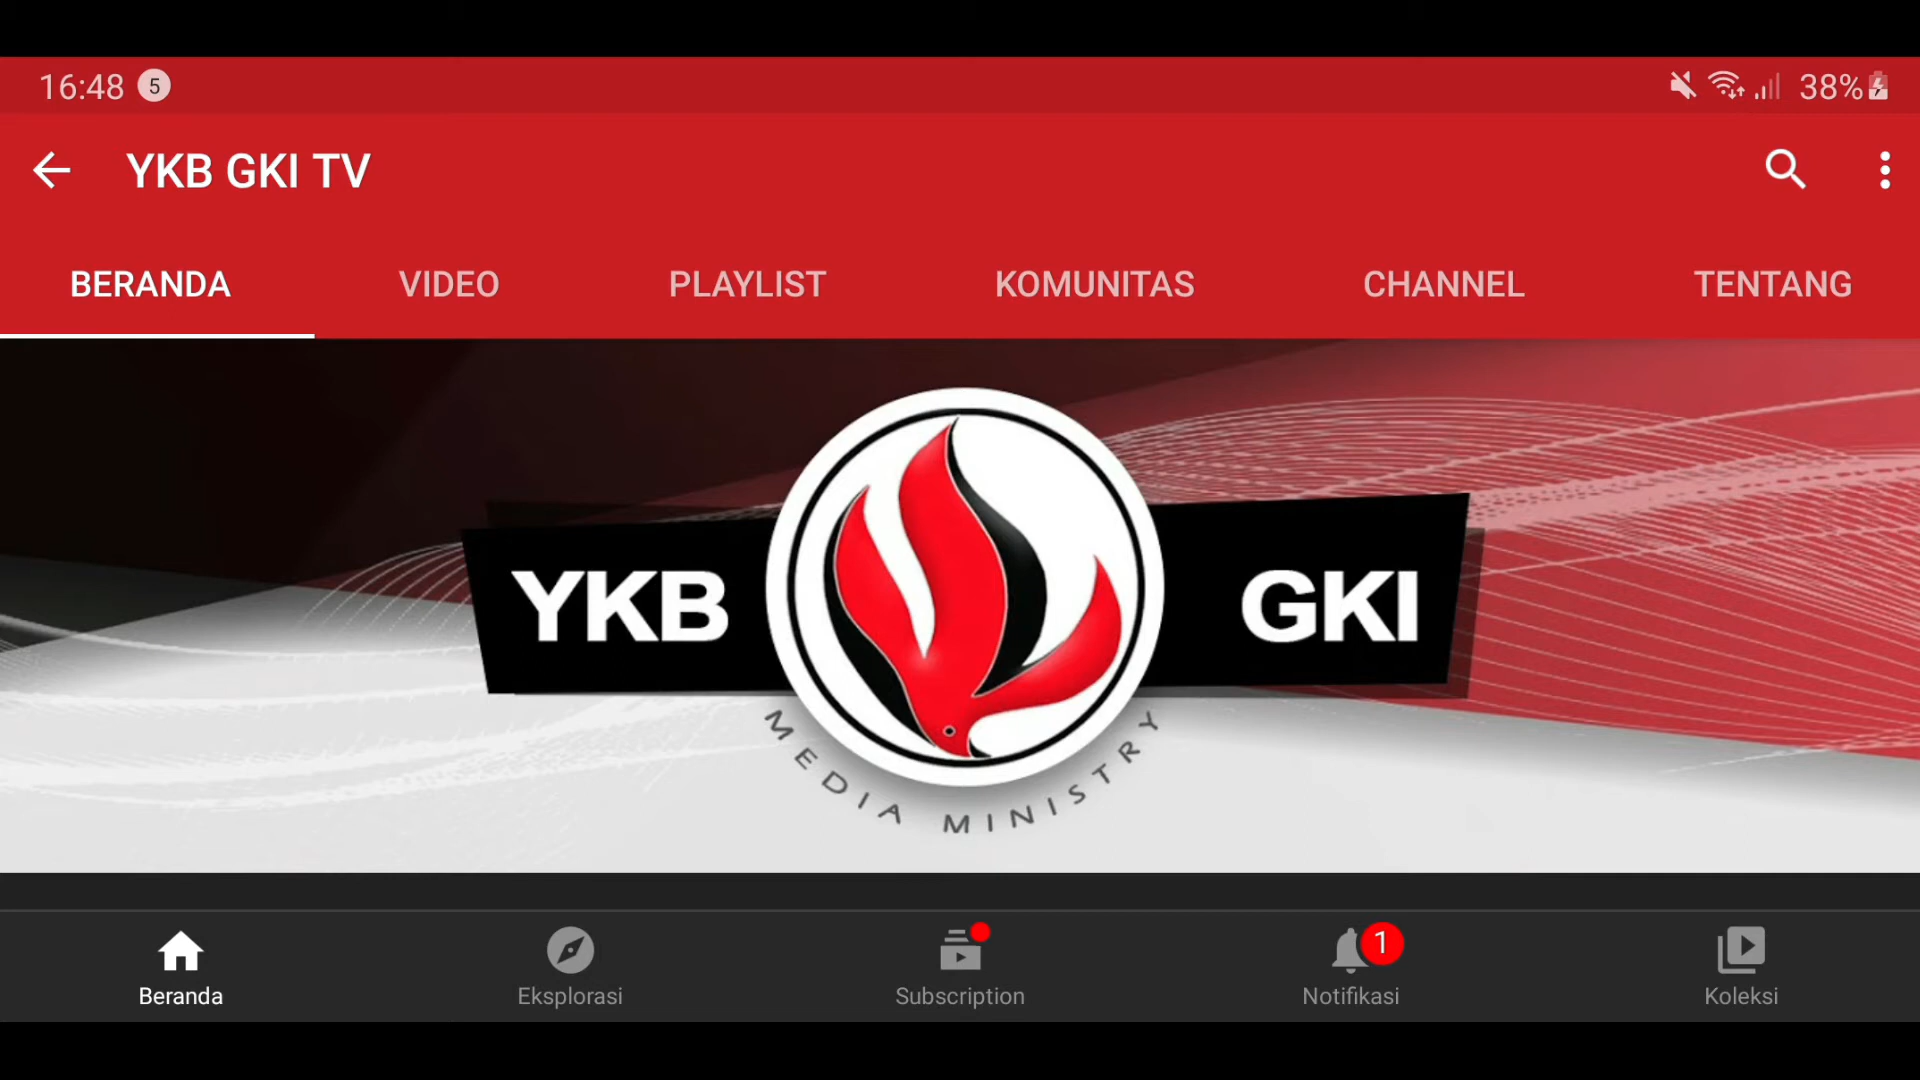 16:48 5 38%
YKB GKI TV
BERANDA VIDEO PLAYLIST KOMUNITAS CHANNEL TENTANG
YKB GKI
MEDIA MINISTRY
1
Beranda Eksplorasi Subscription Notifikasi Koleksi